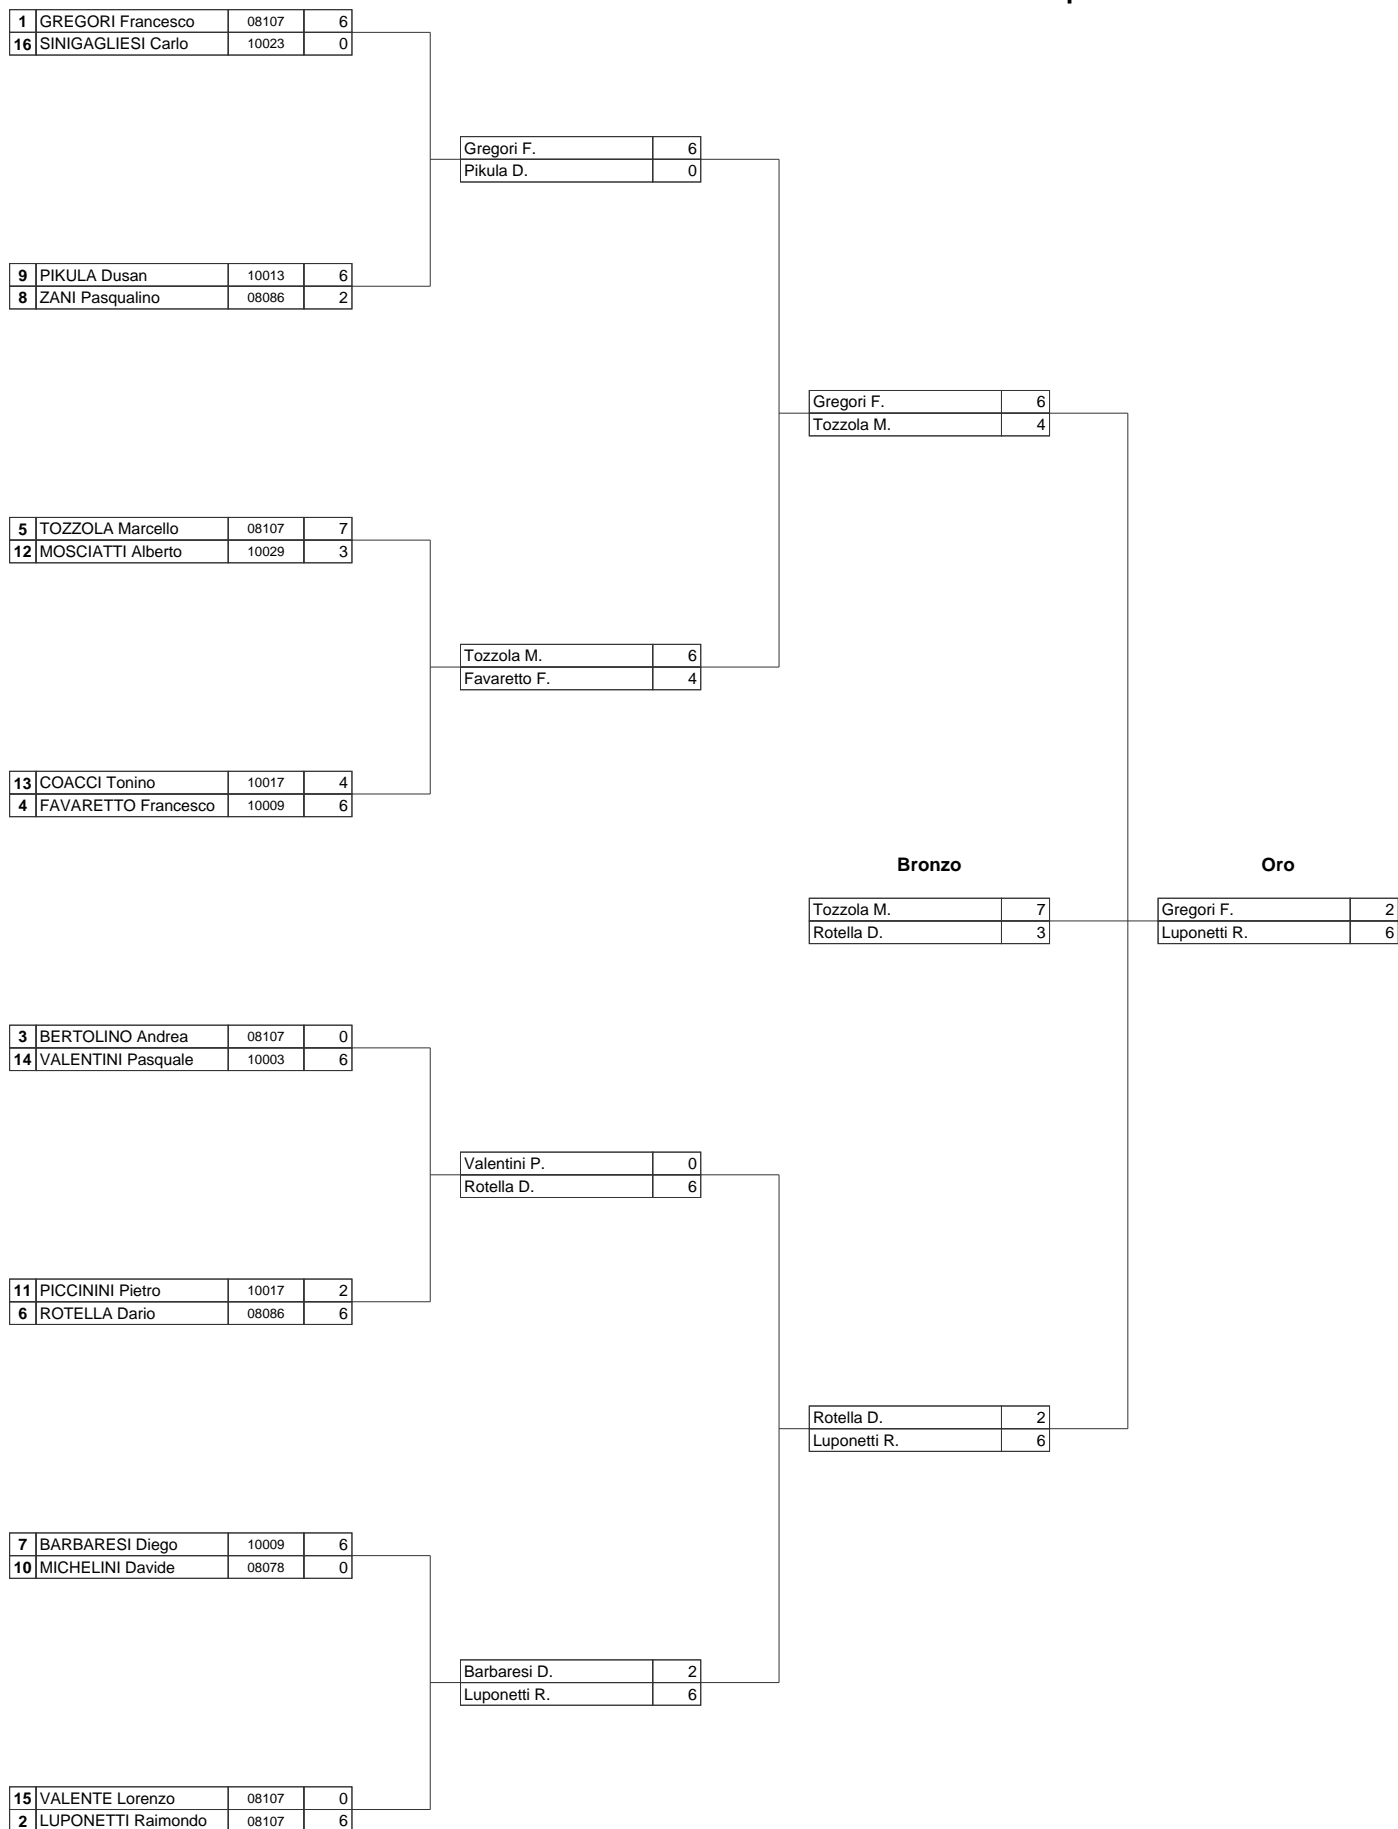 1 GREGORI Francesco 08107 6
16 SINIGAGLIESI Carlo 10023 0
Gregori F. 6
Pikula D. 0
9 PIKULA Dusan 10013 6
8 ZANI Pasqualino 08086 2
Gregori F. 6
Tozzola M. 4
5 TOZZOLA Marcello 08107 7
12 MOSCIATTI Alberto 10029 3
Tozzola M. 6
Favaretto F. 4
13 COACCI Tonino 10017 4
4 FAVARETTO Francesco 10009 6
Bronzo Oro
Tozzola M. 7 Gregori F. 2
Rotella D. 3 Luponetti R. 6
3 BERTOLINO Andrea 08107 0
14 VALENTINI Pasquale 10003 6
Valentini P. 0
Rotella D. 6
11 PICCININI Pietro 10017 2
6 ROTELLA Dario 08086 6
Rotella D. 2
Luponetti R. 6
7 BARBARESI Diego 10009 6
10 MICHELINI Davide 08078 0
Barbaresi D. 2
Luponetti R. 6
15 VALENTE Lorenzo 08107 0
2 LUPONETTI Raimondo 08107 6